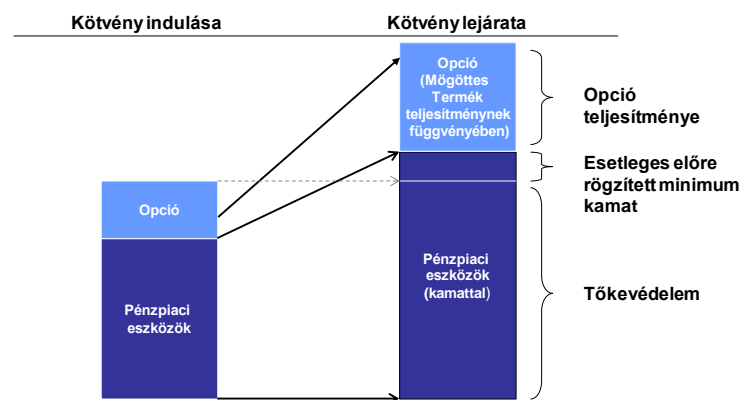 Kötvény indulása
Kötvény lejárata
Opció
(Mögöttes
Termék
teljesítménynek
függvényében)
Opció
teljesítménye
Esetleges előre
rögzített minimum
kamat
Opció
Pénzpiaci
eszközök
(kamattal)
Tőkevédelem
Pénzpiaci
eszközök